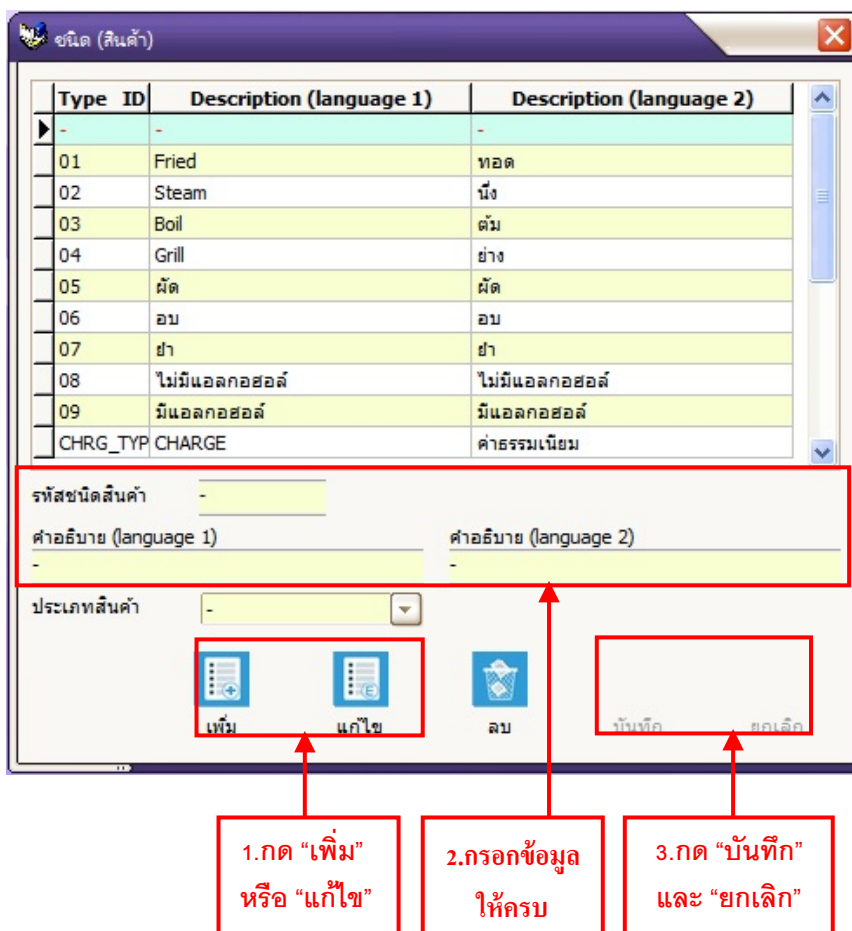 ชนิด (สินค้า)
Type ID Description (language 1) Description (language 2)
- - -
01 Fried ทอด
02 Steam นึ่ง
03 Boil ต้ม
04 Grill ย่าง
05 ผัด ผัด
06 อบ อบ
07 ยำ ยำ
08 ไม่มีแอลกอฮอล์ ไม่มีแอลกอฮอล์
09 มีแอลกอฮอล์ มีแอลกอฮอล์
CHRG_TYP CHARGE ค่าธรรมเนียม
รหัสชนิดสินค้า -
คำอธิบาย (language 1) คำอธิบาย (language 2)
- -
ประเภทสินค้า -
เพิ่ม แก้ไข ลบ บันทึก ยกเลิก
1.กด “เพิ่ม” 2.กรอกข้อมูล 3.กด “บันทึก”
หรือ “แก้ไข” ให้ครบ และ “ยกเลิก”